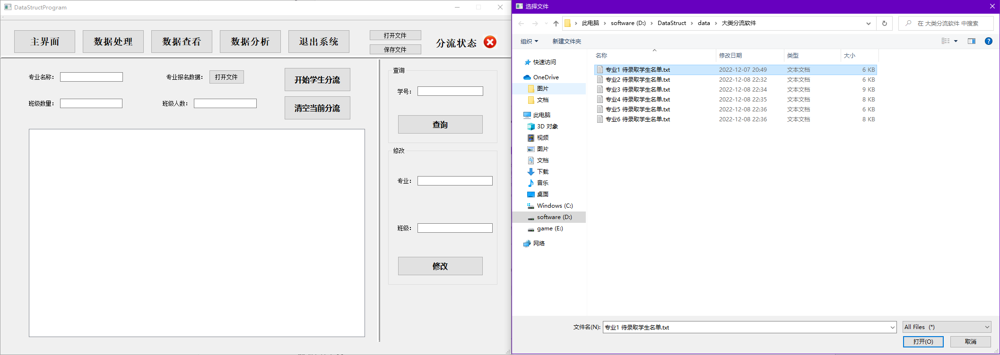 DataStructProgram
主界面 数据处理 数据查看 数据分析 退出系统 打开文件 保存文件 分流状态
专业名称： 专业报名数据： 打开文件 开始学生分流
班级数量： 班级人数： 清空当前分流
查询
学号：
查询
修改
专业：
班级：
修改
选择文件
此电脑 › software (D:) › DataStruct › data › 大类分流软件 在 大类分流软件 中搜索
组织 新建文件夹
快速访问
OneDrive
图片
文档
此电脑
3D 对象
视频
图片
文档
下载
音乐
桌面
Windows (C:)
software (D:)
game (E:)
网络
名称 修改日期 类型 大小
专业1 待录取学生名单.txt 2022-12-07 20:49 文本文档 6 KB
专业2 待录取学生名单.txt 2022-12-08 22:32 文本文档 6 KB
专业3 待录取学生名单.txt 2022-12-08 22:34 文本文档 9 KB
专业4 待录取学生名单.txt 2022-12-08 22:35 文本文档 8 KB
专业5 待录取学生名单.txt 2022-12-08 22:36 文本文档 6 KB
专业6 待录取学生名单.txt 2022-12-08 22:36 文本文档 8 KB
文件名(N): 专业1 待录取学生名单.txt All Files (*)
打开(O) 取消